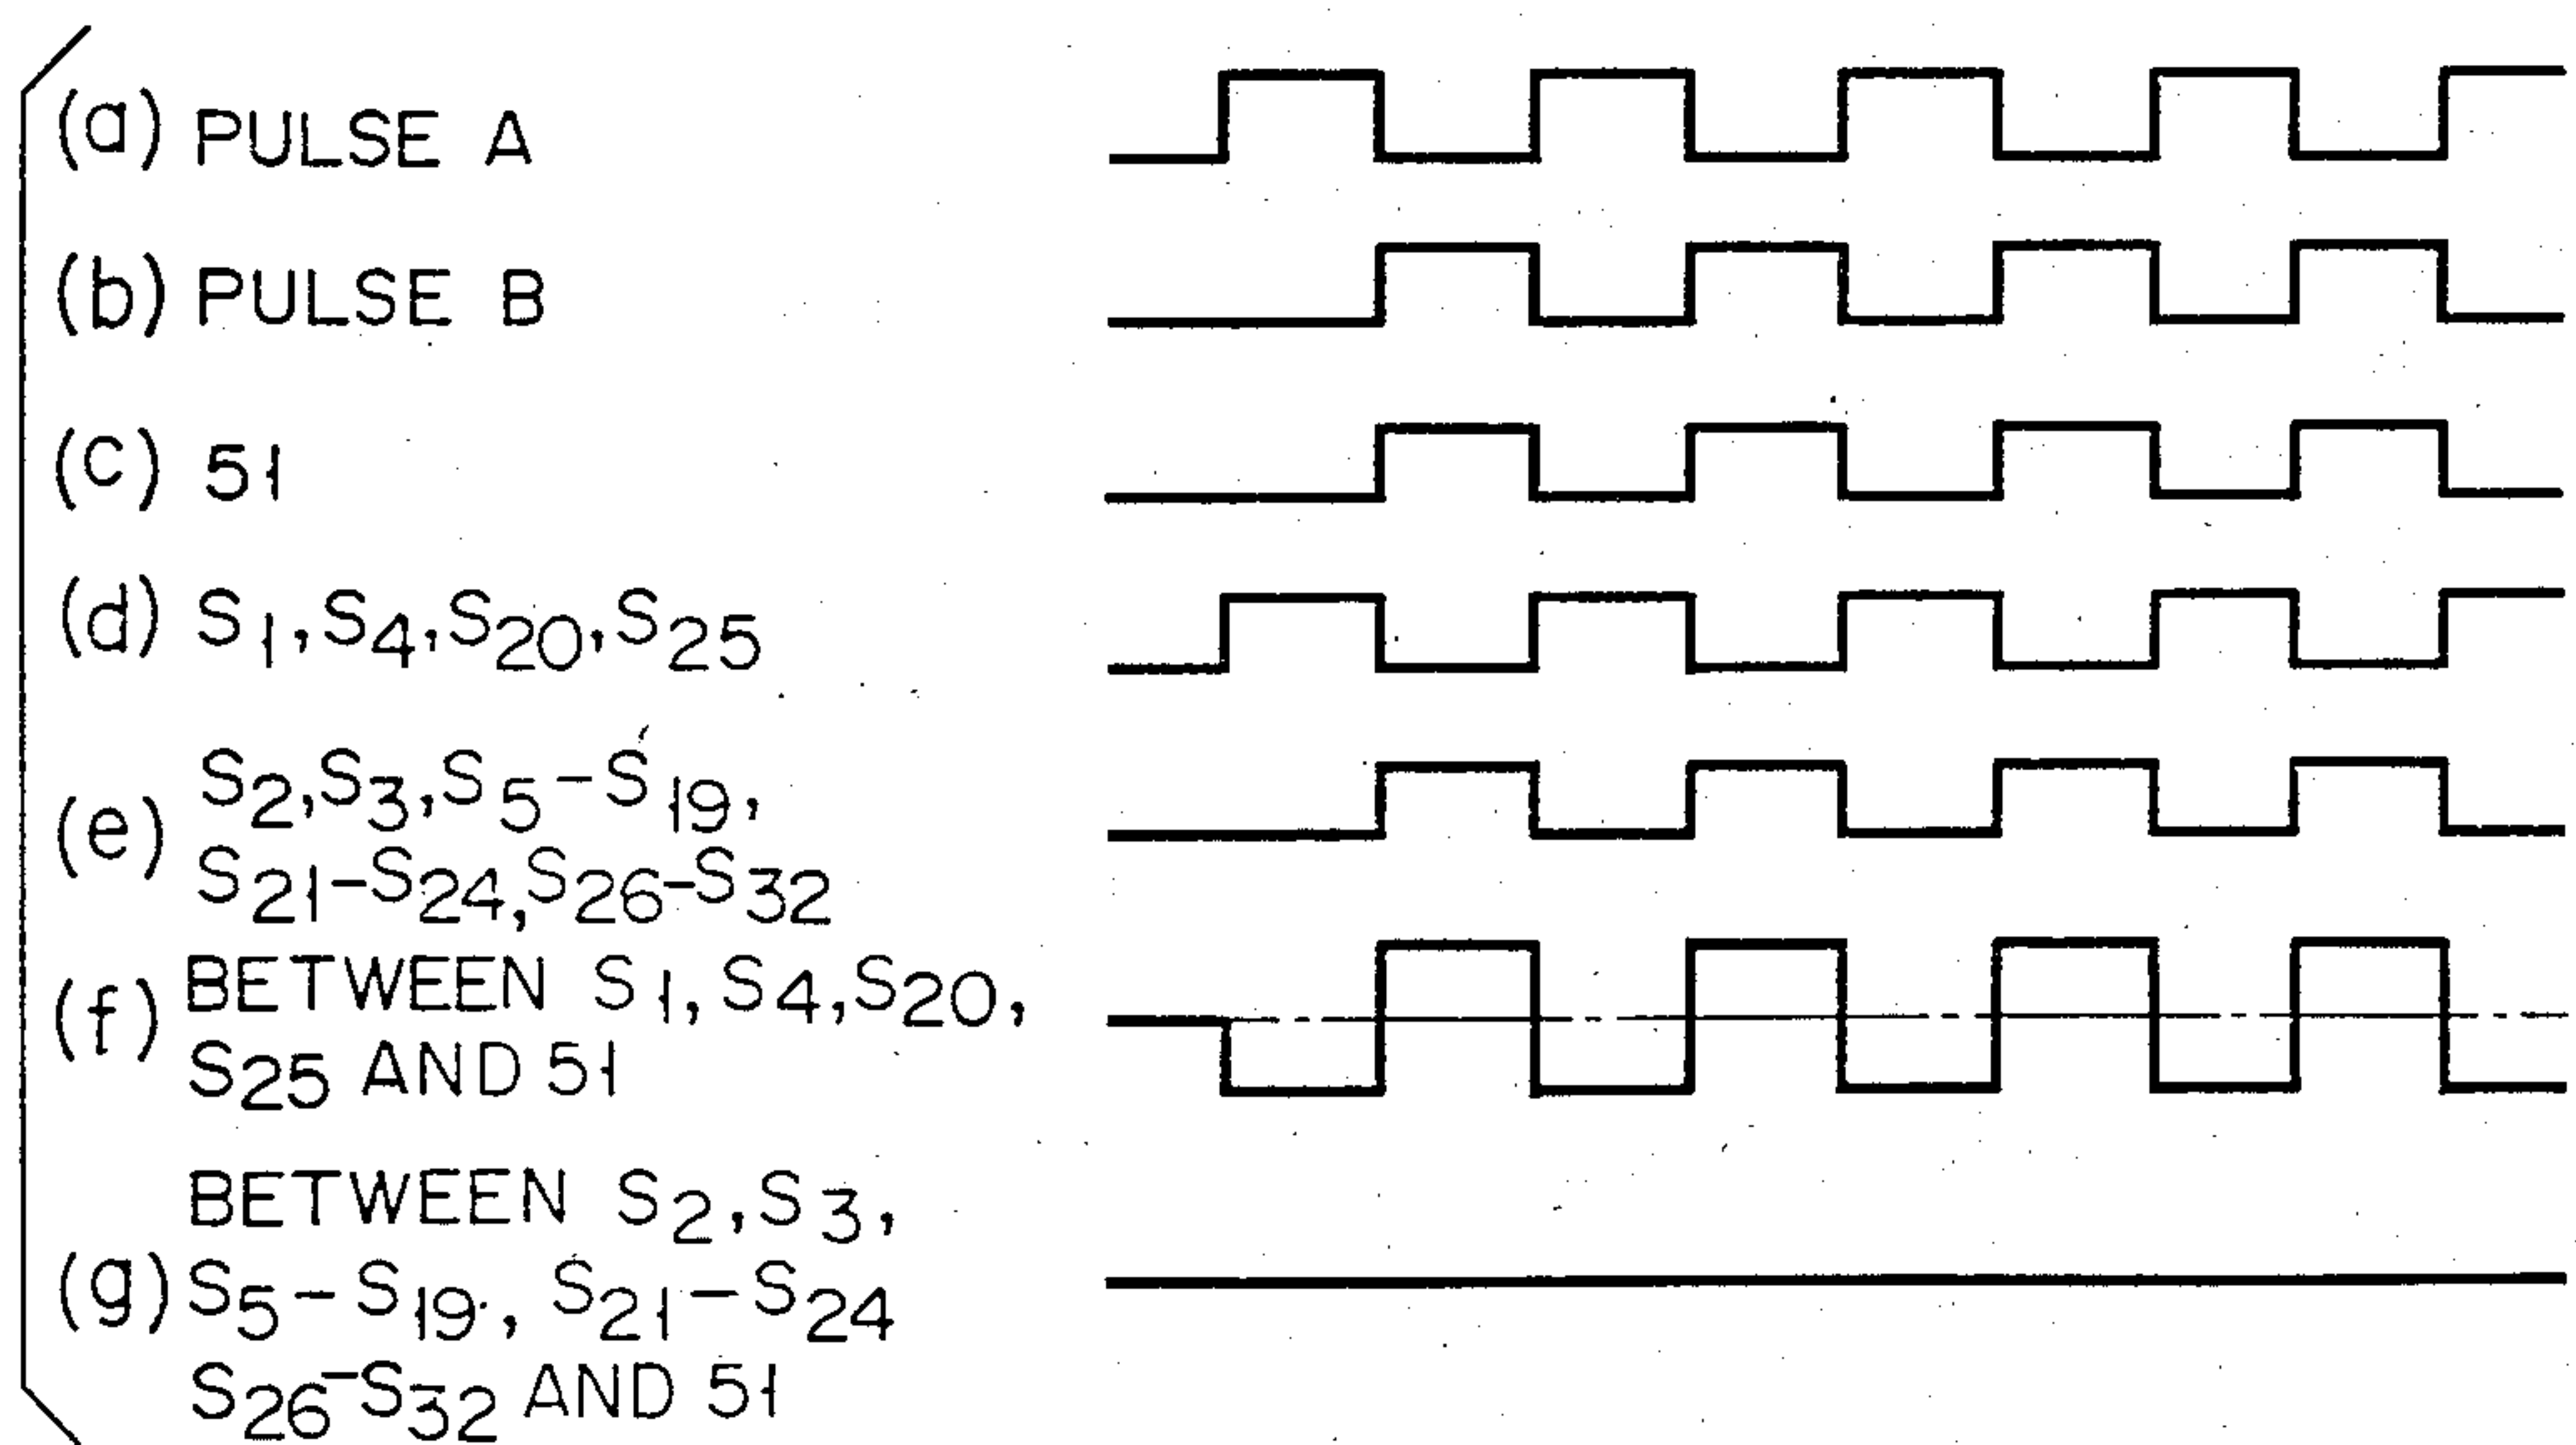 (a) PULSE A
(b) PULSE B
(c) 51
(d) S1, S4, S20, S25
(e) S2, S3, S5-S19,
S21-S24, S26-S32
(f) BETWEEN S1, S4, S20,
S25 AND 51
BETWEEN S2, S3,
(g) S5-S19, S21-S24
S26-S32 AND 51